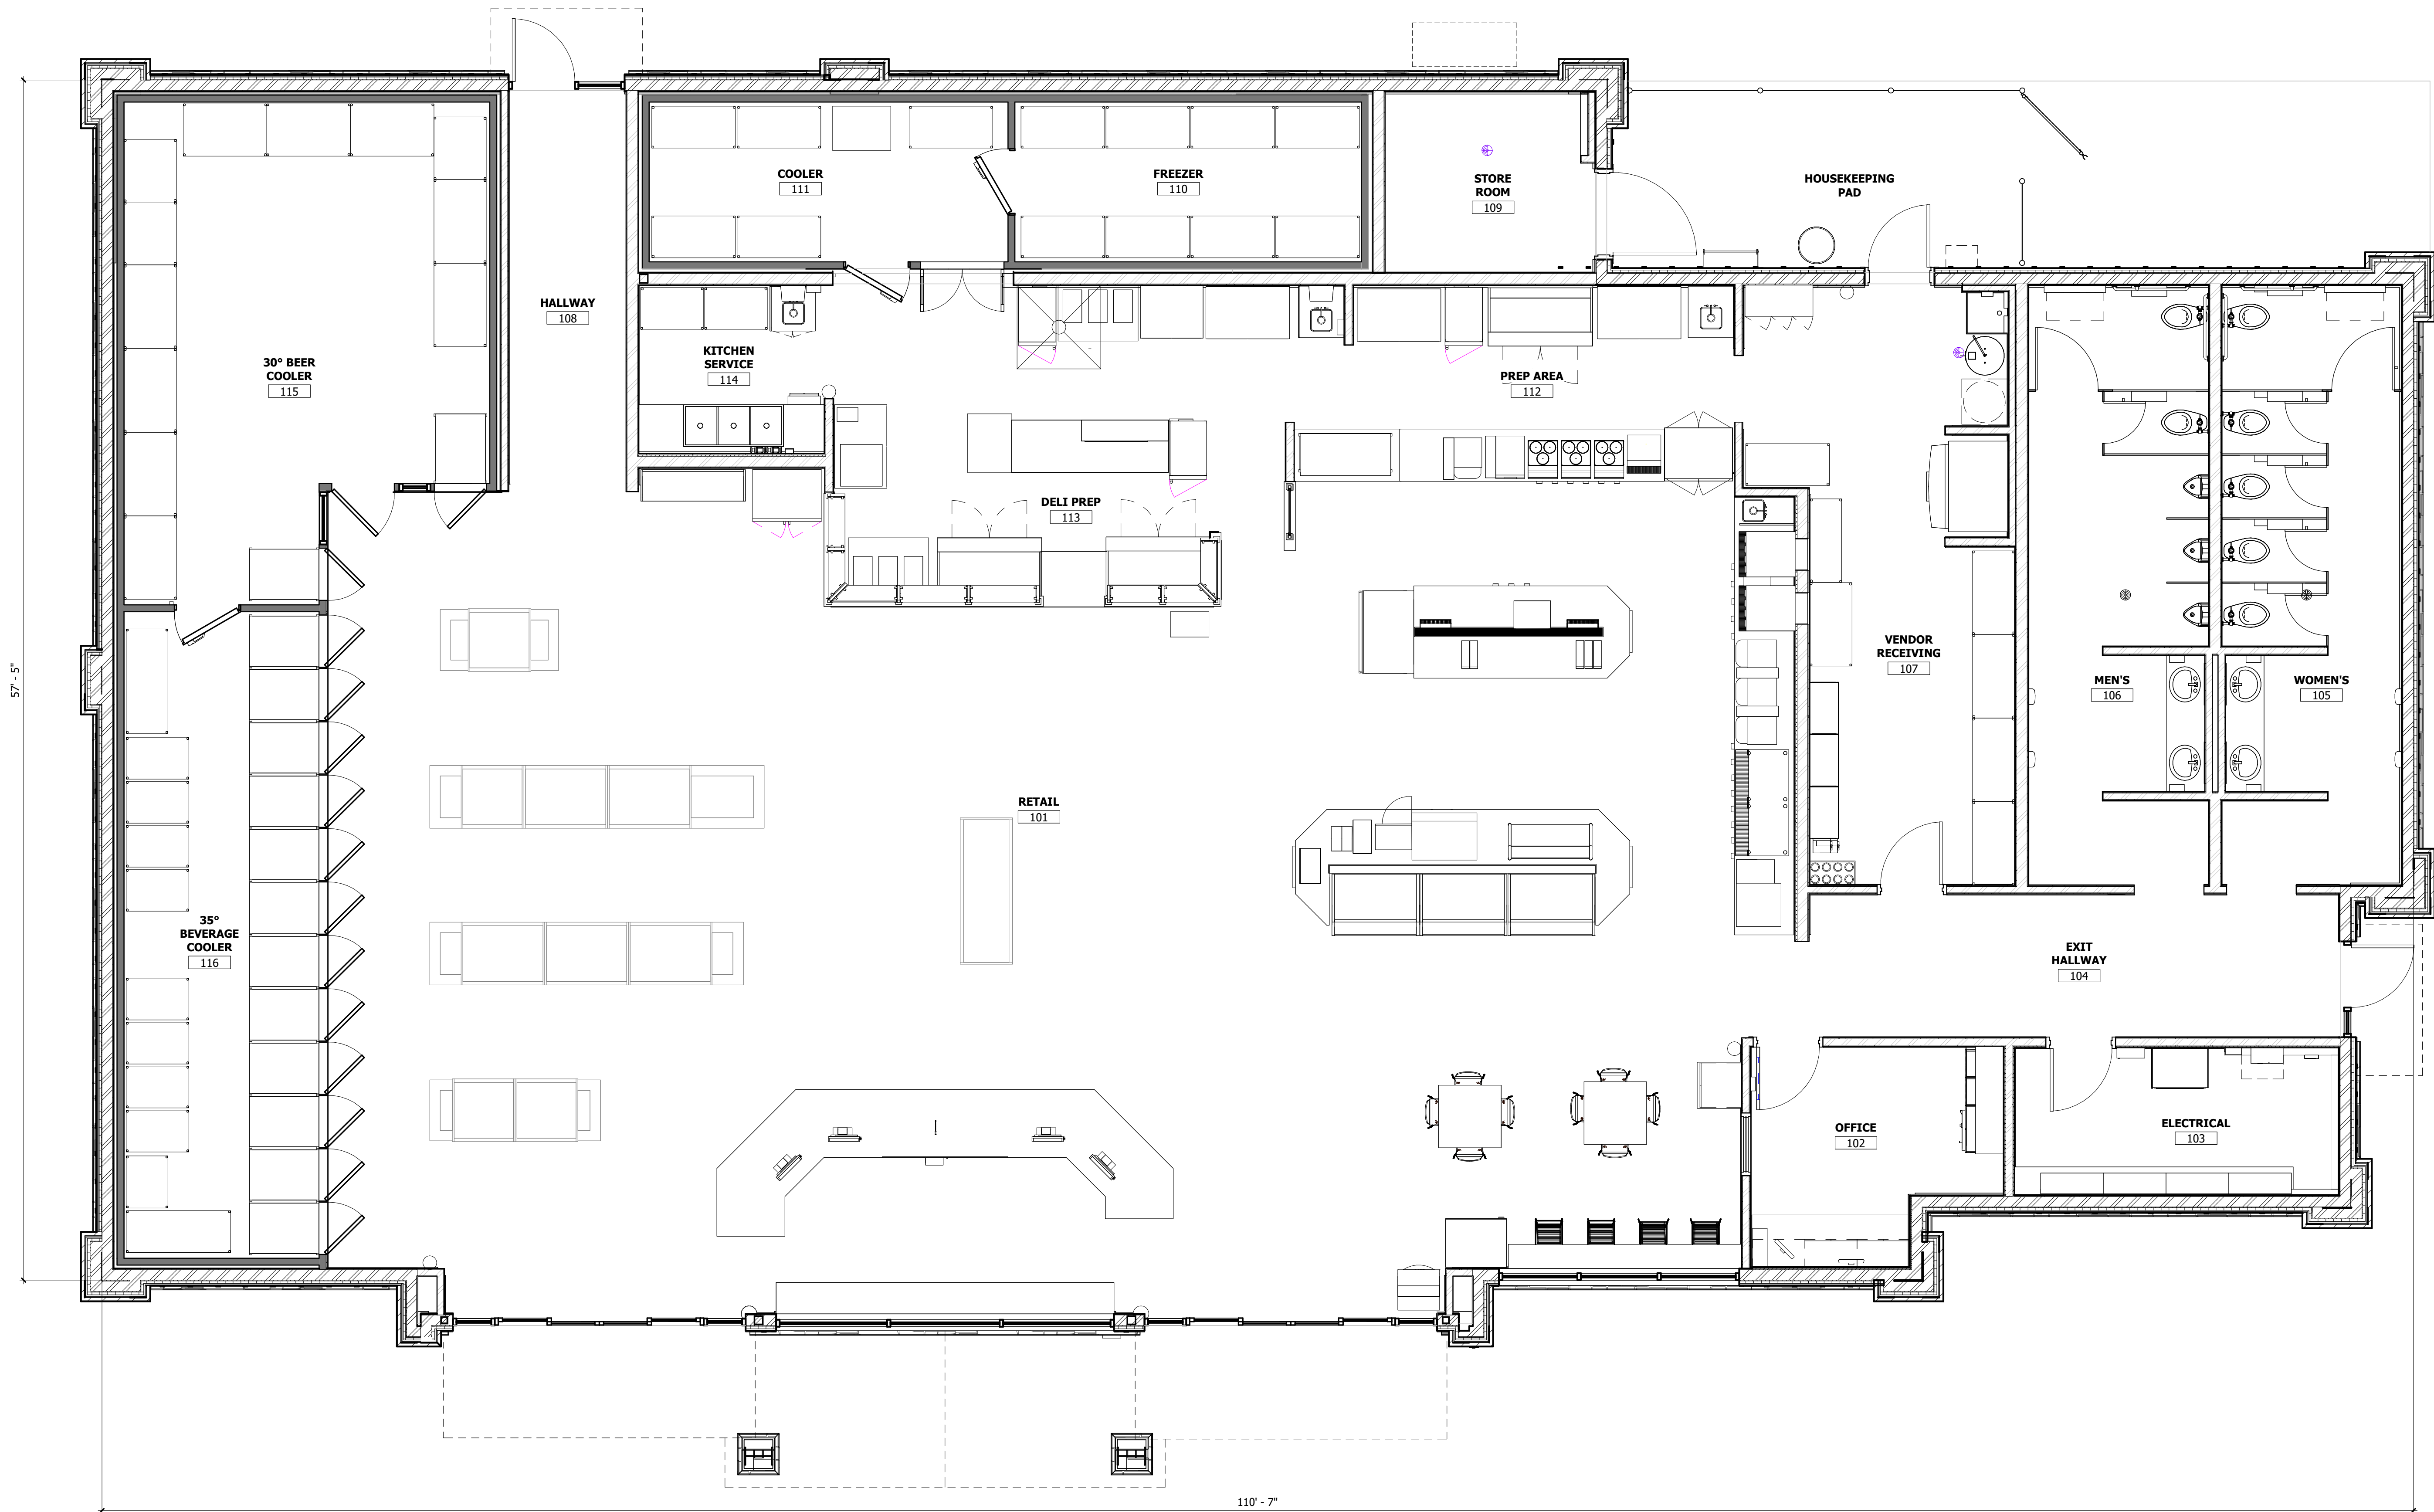 COOLER
111
FREEZER
110
STORE
ROOM
109
HOUSEKEEPING
PAD
HALLWAY
108
KITCHEN
SERVICE
114
30° BEER
COOLER
115
PREP AREA
112
DELI PREP
113
57' - 5"
VENDOR
RECEIVING
107
MEN'S
106
WOMEN'S
105
RETAIL
101
35°
BEVERAGE
COOLER
116
EXIT
HALLWAY
104
OFFICE
102
ELECTRICAL
103
110' - 7"